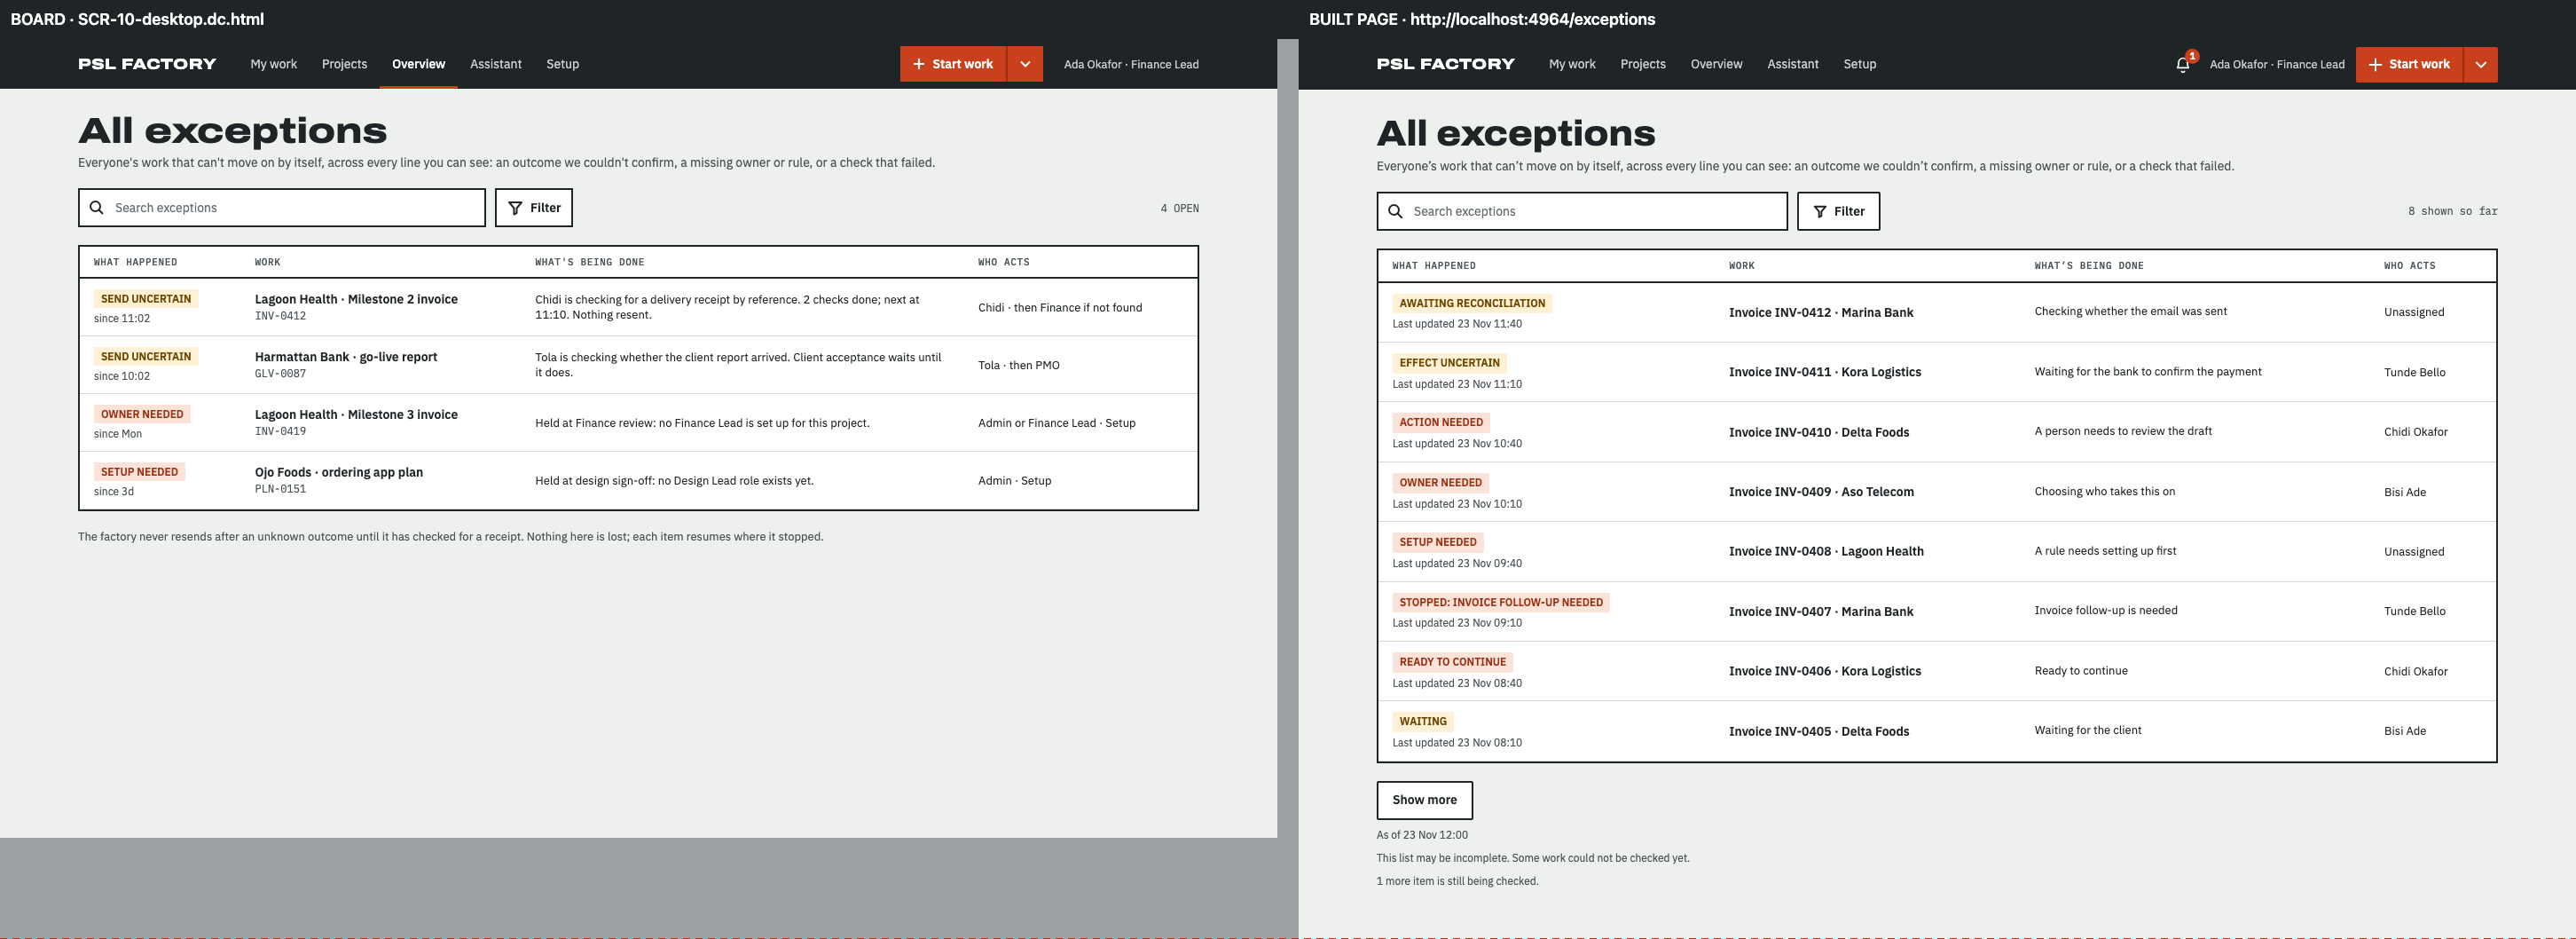 BOARD · SCR-10-desktop.dc.html
PSL FACTORY
My work
Projects
Overview
Assistant
Setup
Start work
Ada Okafor · Finance Lead
All exceptions
Everyone's work that can't move on by itself, across every line you can see: an outcome we couldn't confirm, a missing owner or rule, or a check that failed.
Search exceptions
Filter
4 OPEN
WHAT HAPPENED
WORK
WHAT'S BEING DONE
WHO ACTS
SEND UNCERTAIN
since 11:02
Lagoon Health · Milestone 2 invoice
INV-0412
Chidi is checking for a delivery receipt by reference. 2 checks done; next at
11:10. Nothing resent.
Chidi · then Finance if not found
SEND UNCERTAIN
since 10:02
Harmattan Bank · go-live report
GLV-0087
Tola is checking whether the client report arrived. Client acceptance waits until
it does.
Tola · then PMO
OWNER NEEDED
since Mon
Lagoon Health · Milestone 3 invoice
INV-0419
Held at Finance review: no Finance Lead is set up for this project.
Admin or Finance Lead · Setup
SETUP NEEDED
since 3d
Ojo Foods · ordering app plan
PLN-0151
Held at design sign-off: no Design Lead role exists yet.
Admin · Setup
The factory never resends after an unknown outcome until it has checked for a receipt. Nothing here is lost; each item resumes where it stopped.
BUILT PAGE · http://localhost:4964/exceptions
PSL FACTORY
My work
Projects
Overview
Assistant
Setup
1
Ada Okafor · Finance Lead
Start work
All exceptions
Everyone’s work that can’t move on by itself, across every line you can see: an outcome we couldn’t confirm, a missing owner or rule, or a check that failed.
Search exceptions
Filter
8 shown so far
WHAT HAPPENED
WORK
WHAT’S BEING DONE
WHO ACTS
AWAITING RECONCILIATION
Last updated 23 Nov 11:40
Invoice INV-0412 · Marina Bank
Checking whether the email was sent
Unassigned
EFFECT UNCERTAIN
Last updated 23 Nov 11:10
Invoice INV-0411 · Kora Logistics
Waiting for the bank to confirm the payment
Tunde Bello
ACTION NEEDED
Last updated 23 Nov 10:40
Invoice INV-0410 · Delta Foods
A person needs to review the draft
Chidi Okafor
OWNER NEEDED
Last updated 23 Nov 10:10
Invoice INV-0409 · Aso Telecom
Choosing who takes this on
Bisi Ade
SETUP NEEDED
Last updated 23 Nov 09:40
Invoice INV-0408 · Lagoon Health
A rule needs setting up first
Unassigned
STOPPED: INVOICE FOLLOW-UP NEEDED
Last updated 23 Nov 09:10
Invoice INV-0407 · Marina Bank
Invoice follow-up is needed
Tunde Bello
READY TO CONTINUE
Last updated 23 Nov 08:40
Invoice INV-0406 · Kora Logistics
Ready to continue
Chidi Okafor
WAITING
Last updated 23 Nov 08:10
Invoice INV-0405 · Delta Foods
Waiting for the client
Bisi Ade
Show more
As of 23 Nov 12:00
This list may be incomplete. Some work could not be checked yet.
1 more item is still being checked.